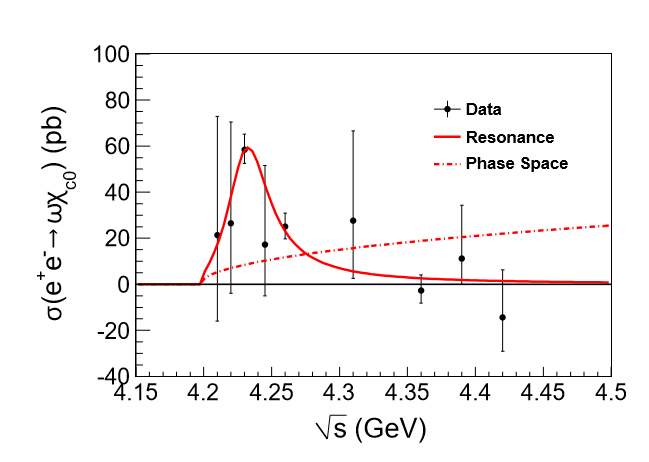 σ(e⁺e⁻→ωχc0) (pb)
100
80
60
40
20
0
-20
-40
Data
Resonance
Phase Space
4.15 4.2 4.25 4.3 4.35 4.4 4.45 4.5
√s (GeV)